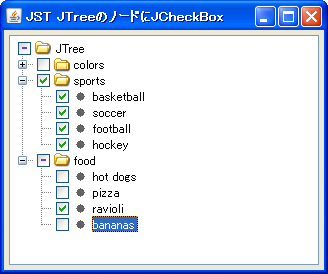 JST JTreeのノードにJCheckBox
JTree
colors
sports
basketball
soccer
football
hockey
food
hot dogs
pizza
ravioli
bananas